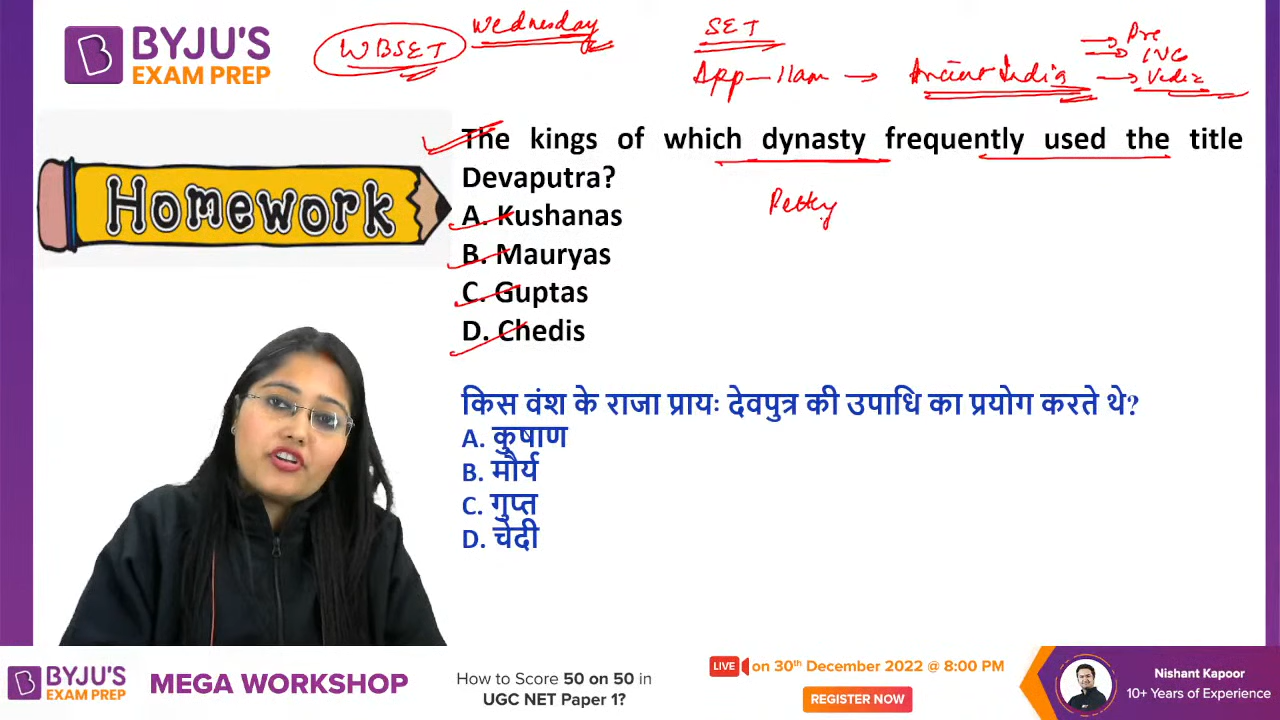 BYJU'S
EXAM PREP
WBSET
Wednesday
SET
App - 11am → Ancient India
→ Pre
→ IVC
→ Vedic
Homework
The kings of which dynasty frequently used the title
Devaputra?
A. Kushanas
B. Mauryas
C. Guptas
D. Chedis
किस वंश के राजा प्रायः देवपुत्र की उपाधि का प्रयोग करते थे?
A. कुषाण
B. मौर्य
C. गुप्त
D. चेदी
BYJU'S
EXAM PREP
MEGA WORKSHOP
How to Score 50 on 50 in
UGC NET Paper 1?
LIVE on 30th December 2022 @ 8:00 PM
REGISTER NOW
Nishant Kapoor
10+ Years of Experience